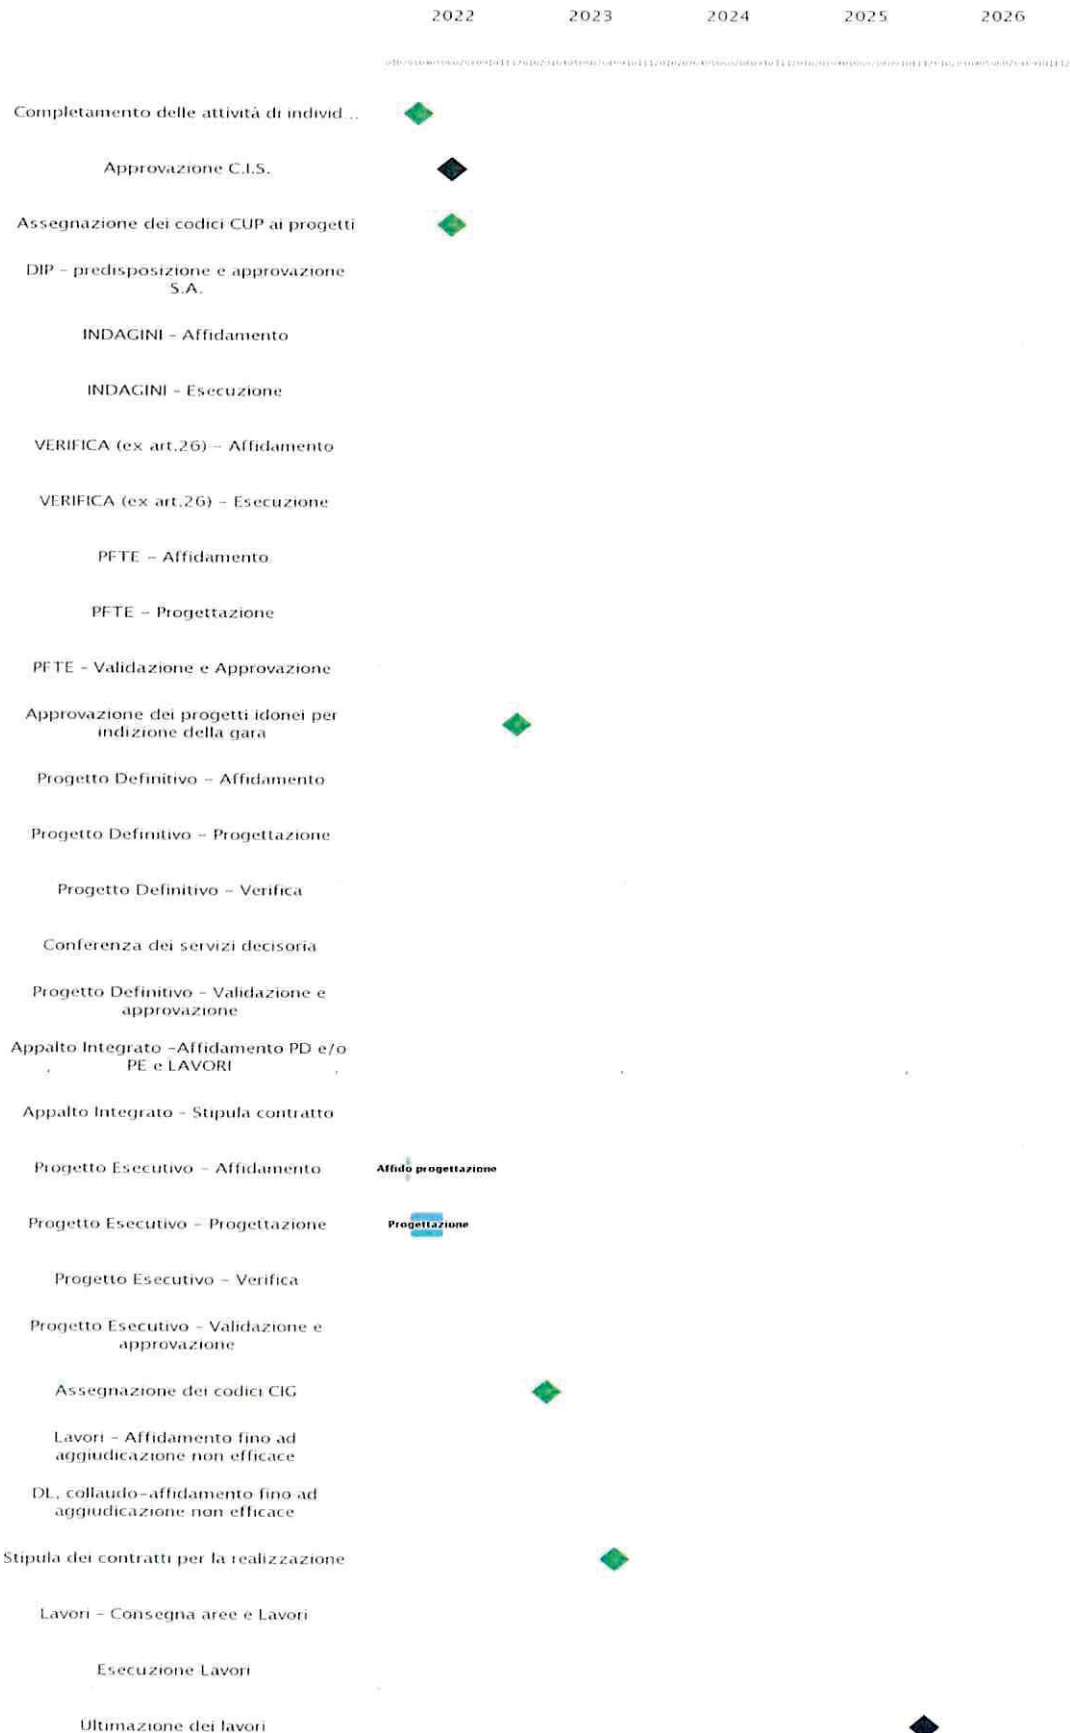 2022 2023 2024 2025 2026
Completamento delle attività di individ...
Approvazione C.I.S.
Assegnazione dei codici CUP ai progetti
DIP - predisposizione e approvazione
S.A.
INDAGINI - Affidamento
INDAGINI - Esecuzione
VERIFICA (ex art.26) - Affidamento
VERIFICA (ex art.26) - Esecuzione
PFTE - Affidamento
PFTE - Progettazione
PFTE - Validazione e Approvazione
Approvazione dei progetti idonei per
indizione della gara
Progetto Definitivo - Affidamento
Progetto Definitivo - Progettazione
Progetto Definitivo - Verifica
Conferenza dei servizi decisoria
Progetto Definitivo - Validazione e
approvazione
Appalto Integrato -Affidamento PD e/o
PE e LAVORI
Appalto Integrato - Stipula contratto
Progetto Esecutivo - Affidamento Affido progettazione
Progetto Esecutivo - Progettazione Progettazione
Progetto Esecutivo - Verifica
Progetto Esecutivo - Validazione e
approvazione
Assegnazione dei codici CIG
Lavori - Affidamento fino ad
aggiudicazione non efficace
DL, collaudo-affidamento fino ad
aggiudicazione non efficace
Stipula dei contratti per la realizzazione
Lavori - Consegna aree e Lavori
Esecuzione Lavori
Ultimazione dei lavori